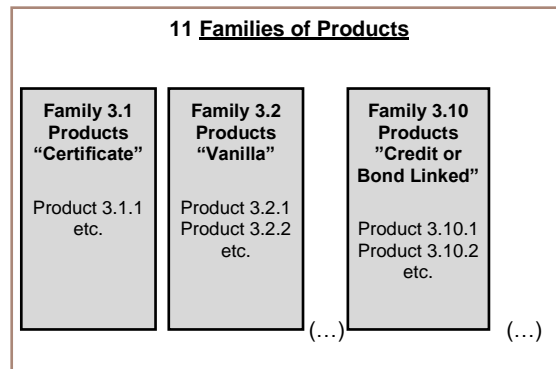 11 Families of Products
Family 3.1
Products
“Certificate”
Product 3.1.1
etc.
Family 3.2
Products
“Vanilla”
Product 3.2.1
Product 3.2.2
etc.
(…)
Family 3.10
Products
”Credit or
Bond Linked”
Product 3.10.1
Product 3.10.2
etc.
(…)